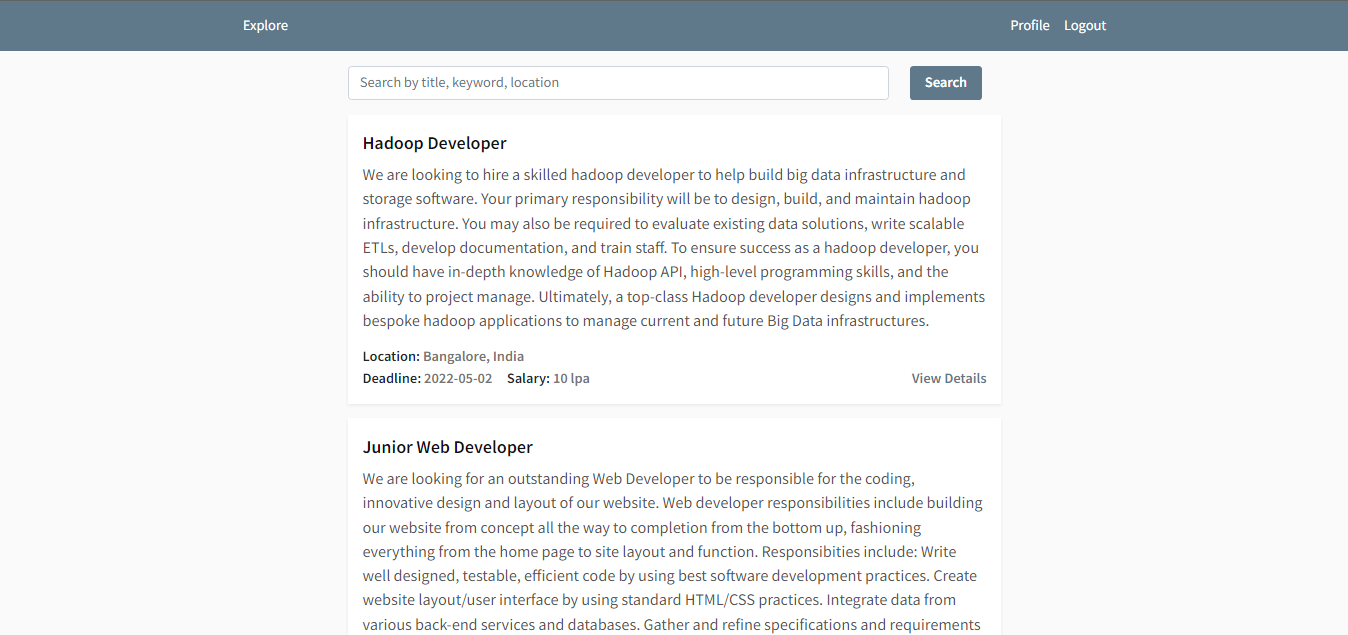 Explore Profile Logout
Search by title, keyword, location Search
Hadoop Developer
We are looking to hire a skilled hadoop developer to help build big data infrastructure and
storage software. Your primary responsibility will be to design, build, and maintain hadoop
infrastructure. You may also be required to evaluate existing data solutions, write scalable
ETLs, develop documentation, and train staff. To ensure success as a hadoop developer, you
should have in-depth knowledge of Hadoop API, high-level programming skills, and the
ability to project manage. Ultimately, a top-class Hadoop developer designs and implements
bespoke hadoop applications to manage current and future Big Data infrastructures.
Location: Bangalore, India
Deadline: 2022-05-02 Salary: 10 lpa View Details
Junior Web Developer
We are looking for an outstanding Web Developer to be responsible for the coding,
innovative design and layout of our website. Web developer responsibilities include building
our website from concept all the way to completion from the bottom up, fashioning
everything from the home page to site layout and function. Responsibities include: Write
well designed, testable, efficient code by using best software development practices. Create
website layout/user interface by using standard HTML/CSS practices. Integrate data from
various back-end services and databases. Gather and refine specifications and requirements